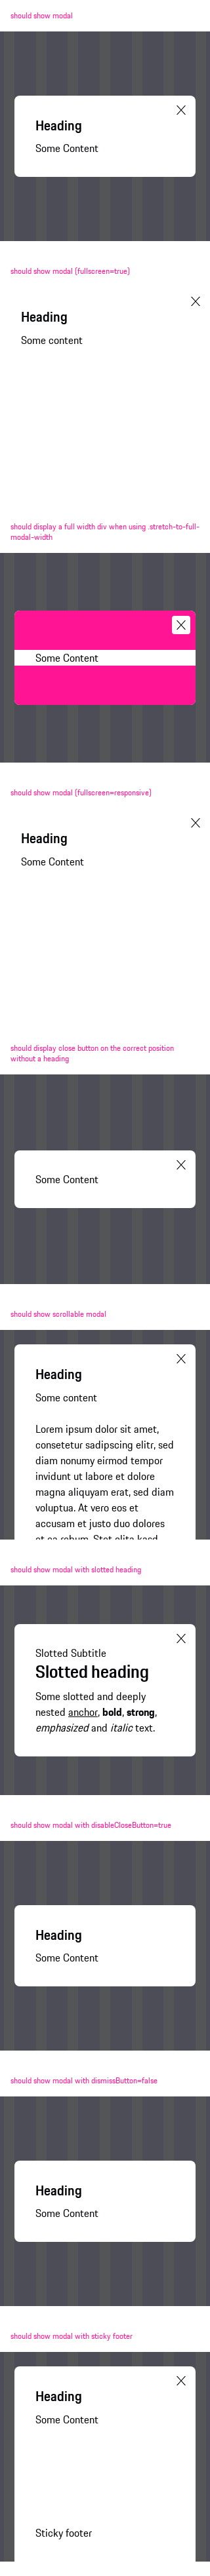 should show modal
Heading
Some Content
should show modal (fullscreen=true)
Heading
Some content
should display a full width div when using .stretch-to-full-
modal-width
Some Content
should show modal (fullscreen=responsive)
Heading
Some Content
should display close button on the correct position
without a heading
Some Content
should show scrollable modal
Heading
Some content
Lorem ipsum dolor sit amet,
consetetur sadipscing elitr, sed
diam nonumy eirmod tempor
invidunt ut labore et dolore
magna aliquyam erat, sed diam
voluptua. At vero eos et
accusam et justo duo dolores
et ea rebum. Stet clita kasd
should show modal with slotted heading
Slotted Subtitle
Slotted heading
Some slotted and deeply
nested anchor, bold, strong,
emphasized and italic text.
should show modal with disableCloseButton=true
Heading
Some Content
should show modal with dismissButton=false
Heading
Some Content
should show modal with sticky footer
Heading
Some Content
Sticky footer